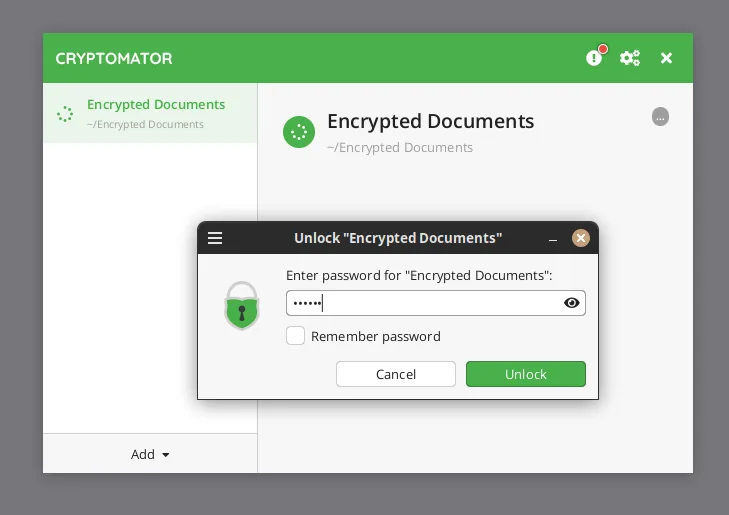 CRYPTOMATOR
Encrypted Documents
~/Encrypted Documents
Encrypted Documents
~/Encrypted Documents
...
Unlock "Encrypted Documents"
Enter password for "Encrypted Documents":
••••••
Remember password
Cancel
Unlock
Add